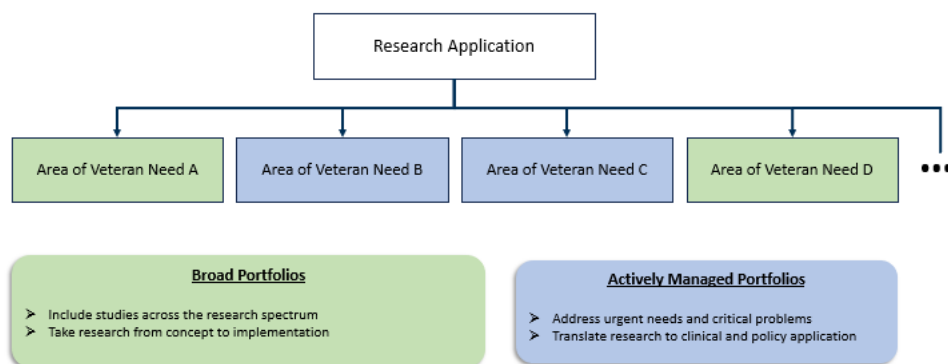 Research Application
Area of Veteran Need A
Area of Veteran Need B
Area of Veteran Need C
Area of Veteran Need D
...
Broad Portfolios
➤ Include studies across the research spectrum
➤ Take research from concept to implementation
Actively Managed Portfolios
➤ Address urgent needs and critical problems
➤ Translate research to clinical and policy application